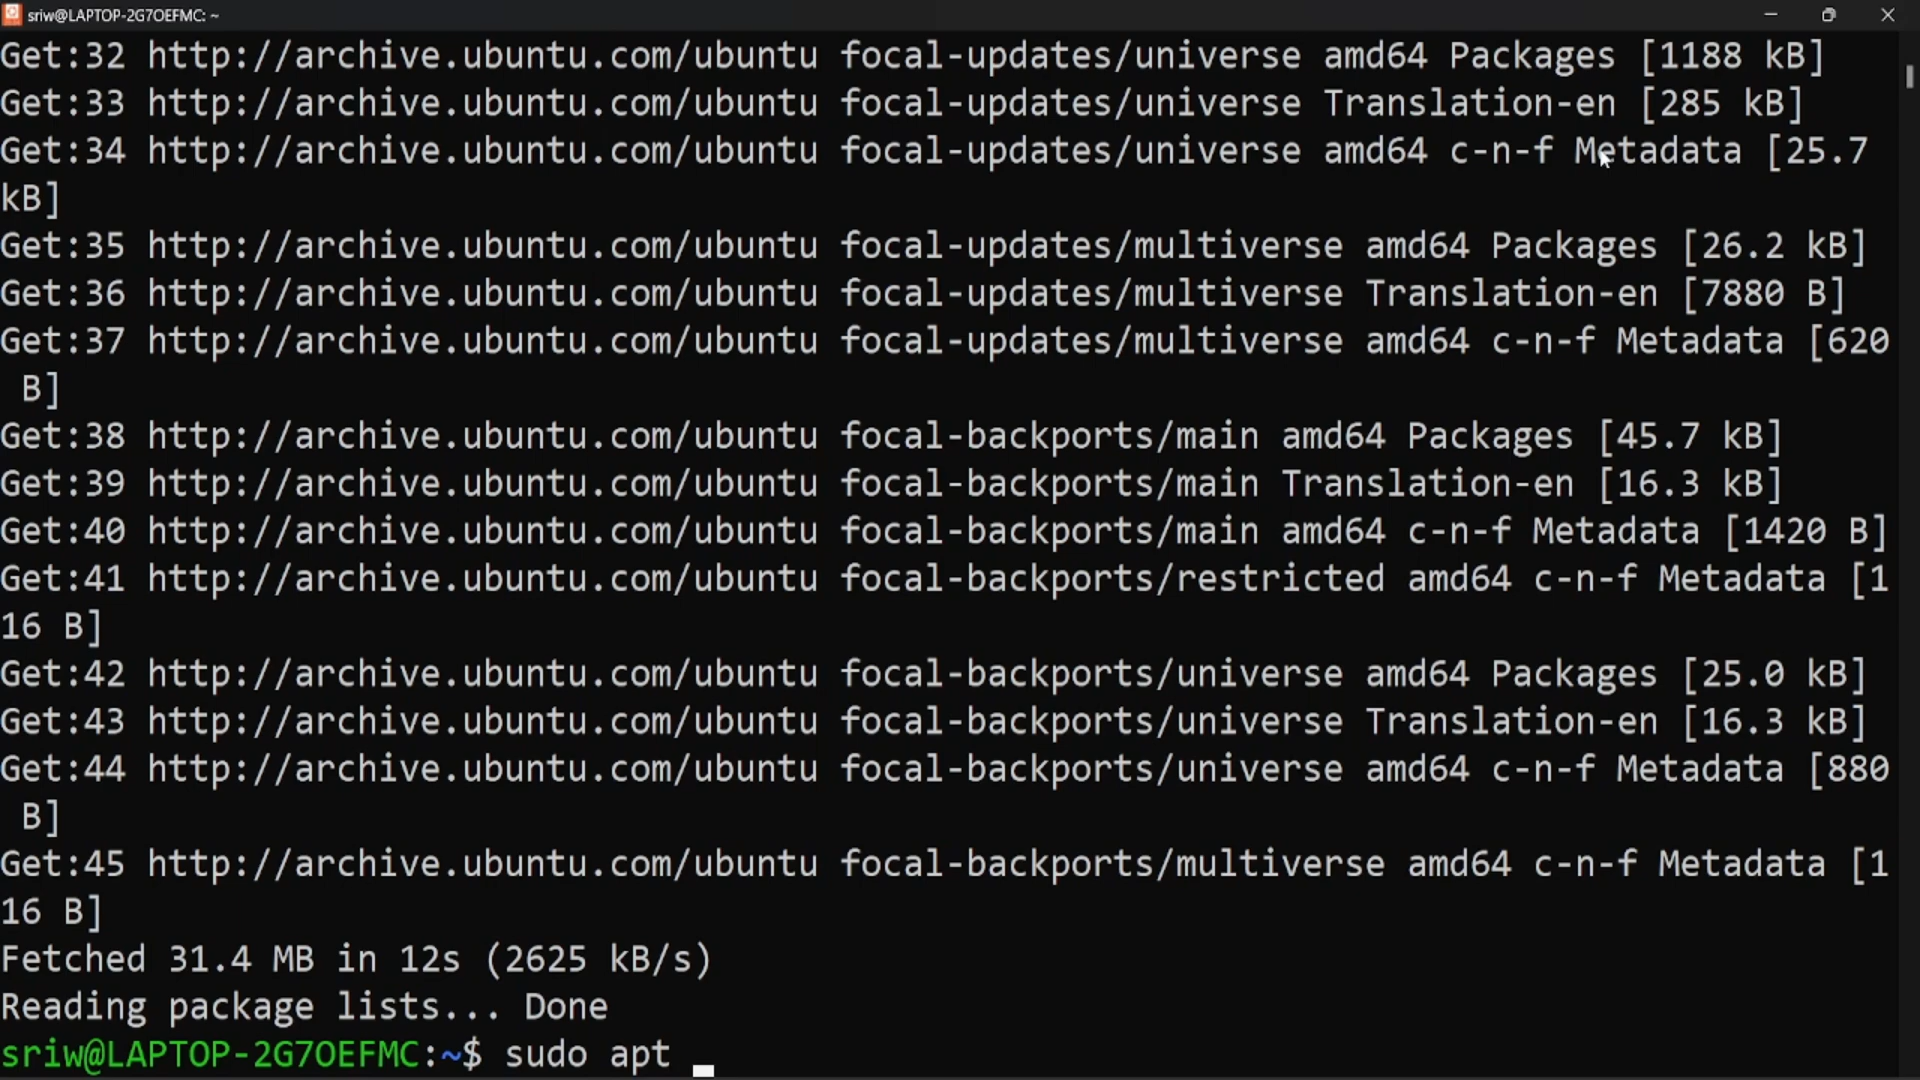 sriw@LAPTOP-2G7OEFMC: ~
Get:32 http://archive.ubuntu.com/ubuntu focal-updates/universe amd64 Packages [1188 kB]
Get:33 http://archive.ubuntu.com/ubuntu focal-updates/universe Translation-en [285 kB]
Get:34 http://archive.ubuntu.com/ubuntu focal-updates/universe amd64 c-n-f Metadata [25.7
kB]
Get:35 http://archive.ubuntu.com/ubuntu focal-updates/multiverse amd64 Packages [26.2 kB]
Get:36 http://archive.ubuntu.com/ubuntu focal-updates/multiverse Translation-en [7880 B]
Get:37 http://archive.ubuntu.com/ubuntu focal-updates/multiverse amd64 c-n-f Metadata [620
 B]
Get:38 http://archive.ubuntu.com/ubuntu focal-backports/main amd64 Packages [45.7 kB]
Get:39 http://archive.ubuntu.com/ubuntu focal-backports/main Translation-en [16.3 kB]
Get:40 http://archive.ubuntu.com/ubuntu focal-backports/main amd64 c-n-f Metadata [1420 B]
Get:41 http://archive.ubuntu.com/ubuntu focal-backports/restricted amd64 c-n-f Metadata [1
16 B]
Get:42 http://archive.ubuntu.com/ubuntu focal-backports/universe amd64 Packages [25.0 kB]
Get:43 http://archive.ubuntu.com/ubuntu focal-backports/universe Translation-en [16.3 kB]
Get:44 http://archive.ubuntu.com/ubuntu focal-backports/universe amd64 c-n-f Metadata [880
 B]
Get:45 http://archive.ubuntu.com/ubuntu focal-backports/multiverse amd64 c-n-f Metadata [1
16 B]
Fetched 31.4 MB in 12s (2625 kB/s)
Reading package lists... Done
sriw@LAPTOP-2G7OEFMC:~$ sudo apt